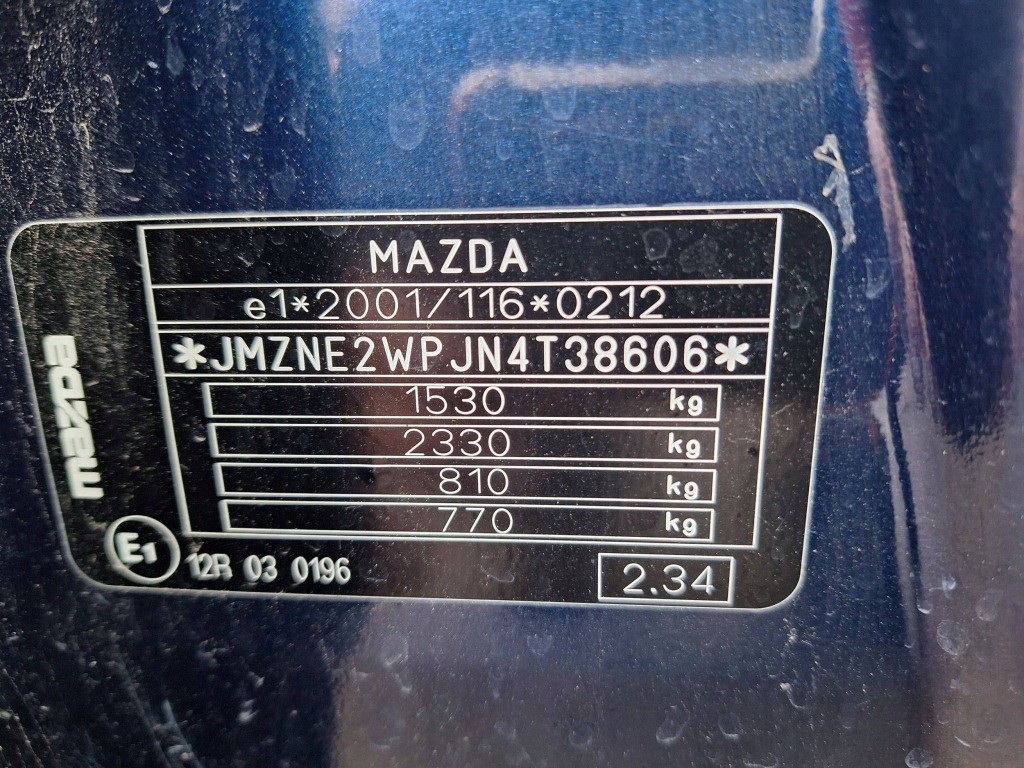 MAZDA
e1*2001/116*0212
*JMZNE2WPJN4T38606*
1530 kg
2330 kg
810 kg
770 kg
mazda
E1 12R 03 0196
2.34